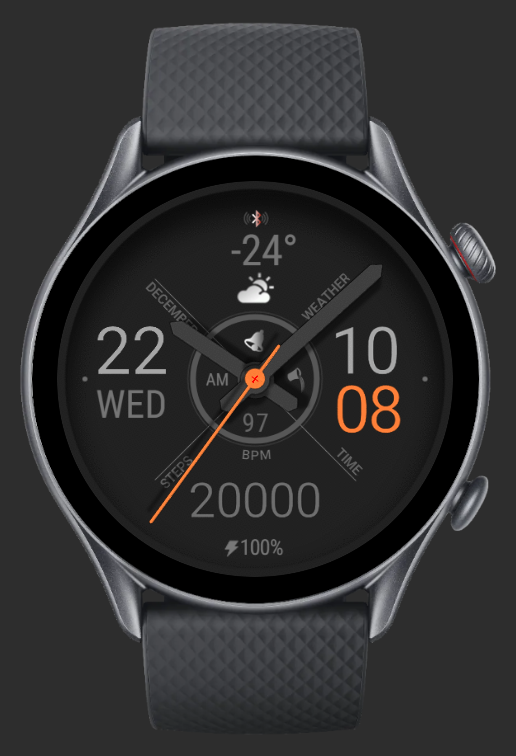 -24°
DECEMBER
WEATHER
22
WED
10
08
AM
97
BPM
STEPS
TIME
20000
100%